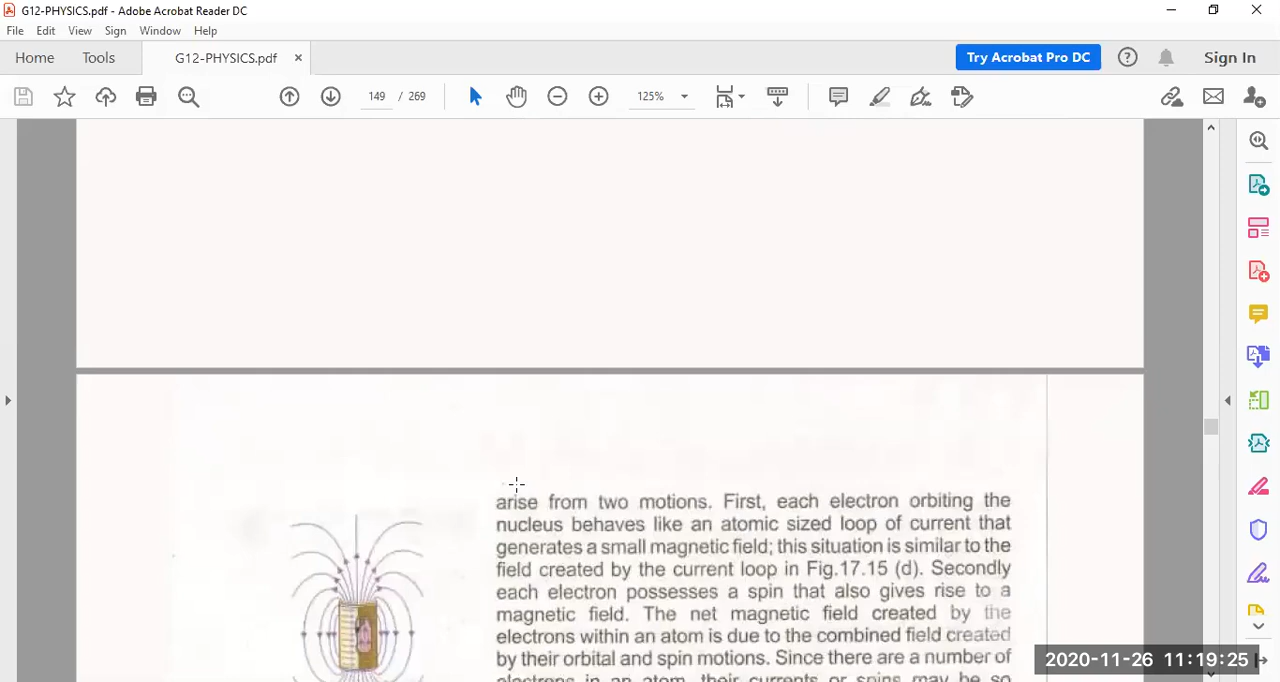 G12-PHYSICS.pdf - Adobe Acrobat Reader DC
File Edit View Sign Window Help
Home Tools G12-PHYSICS.pdf × Try Acrobat Pro DC ? Sign In
149 / 269 125%
arise from two motions. First, each electron orbiting the
nucleus behaves like an atomic sized loop of current that
generates a small magnetic field; this situation is similar to the
field created by the current loop in Fig.17.15 (d). Secondly
each electron possesses a spin that also gives rise to a
magnetic field. The net magnetic field created by the
electrons within an atom is due to the combined field created
by their orbital and spin motions. Since there are a number of
electrons in an atom, their currents or spins may be so
2020-11-26 11:19:25